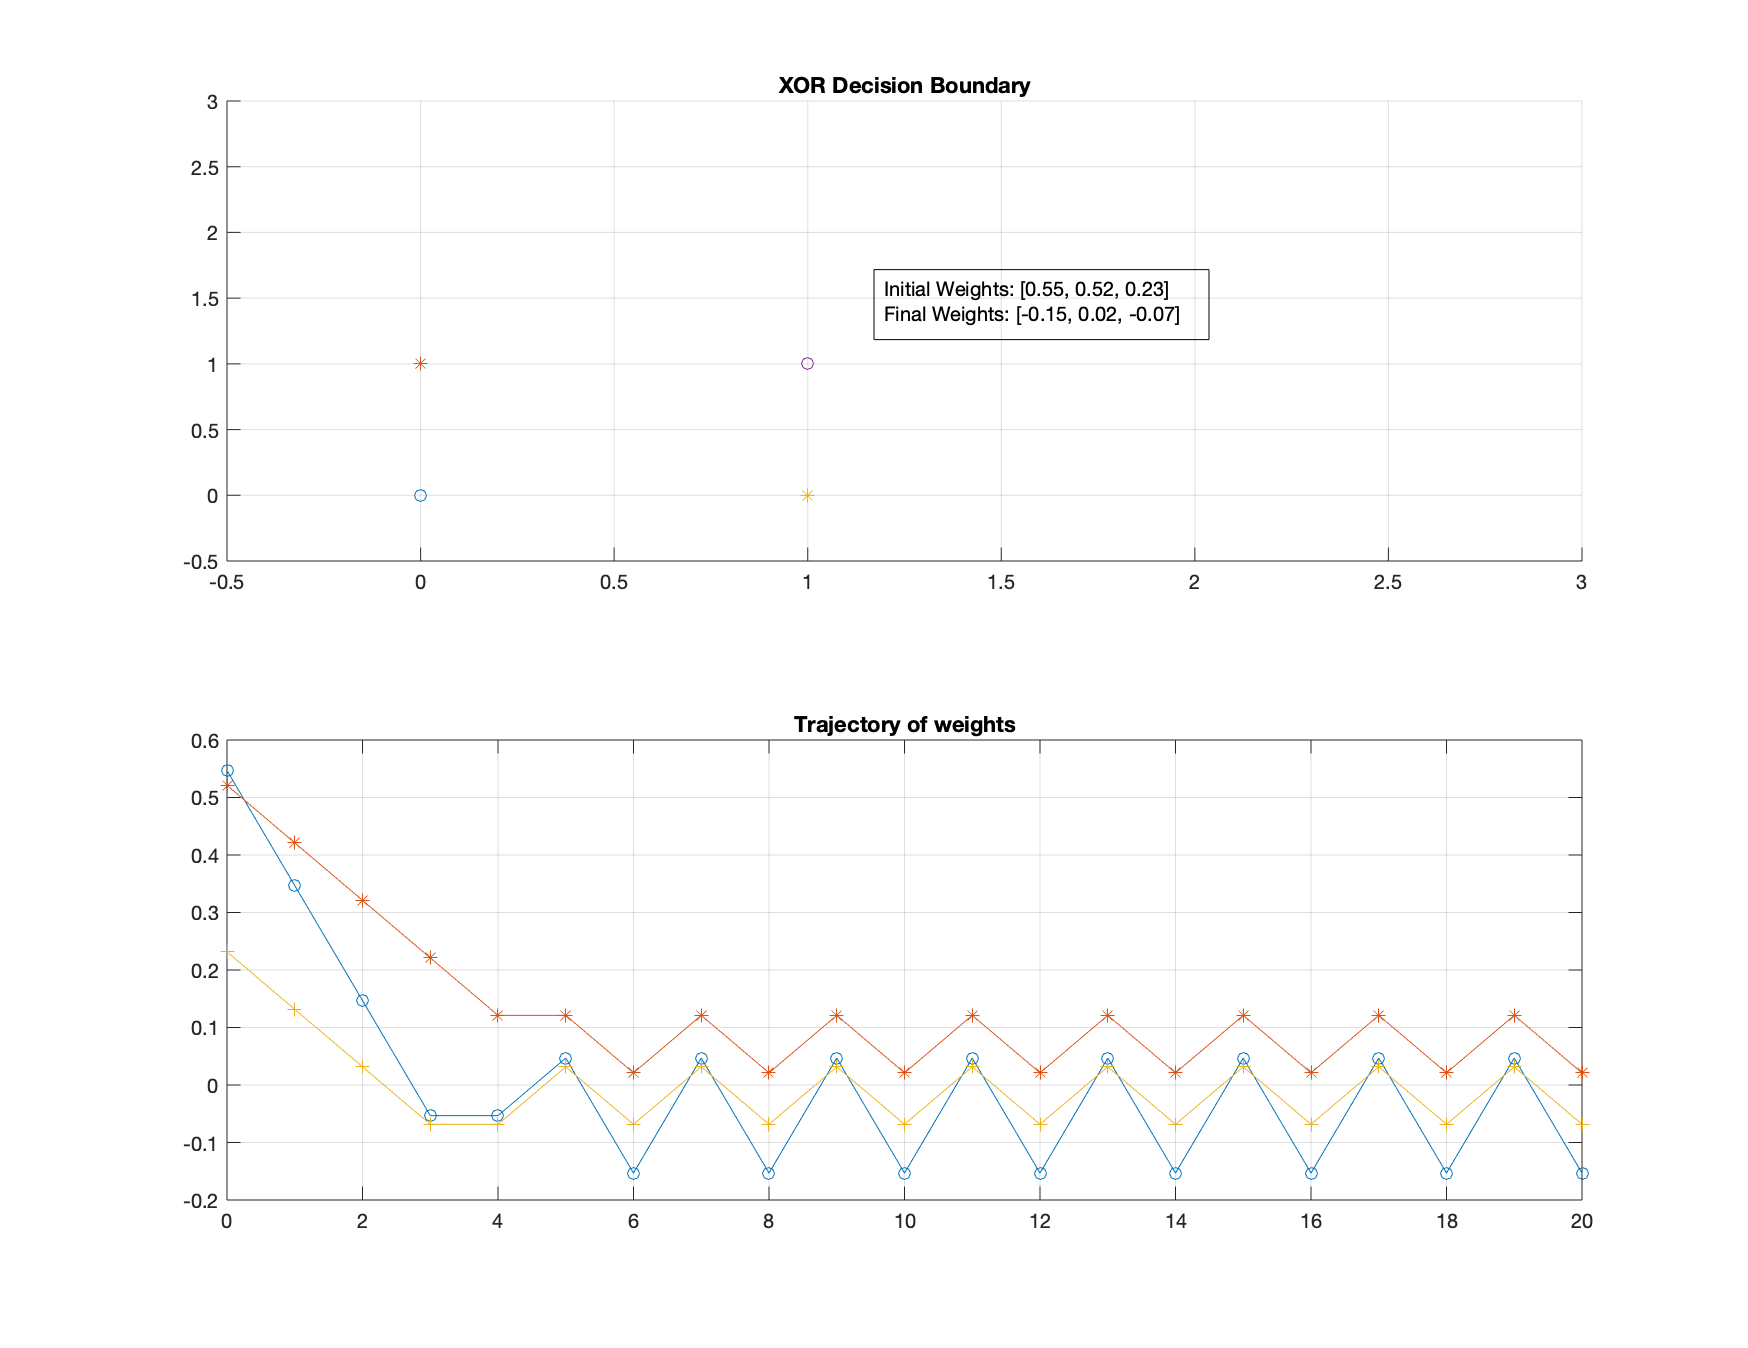 XOR Decision Boundary
3
2.5
2
1.5
1
0.5
0
-0.5
Initial Weights: [0.55, 0.52, 0.23]
Final Weights: [-0.15, 0.02, -0.07]
-0.5 0 0.5 1 1.5 2 2.5 3
Trajectory of weights
0.6
0.5
0.4
0.3
0.2
0.1
0
-0.1
-0.2
0 2 4 6 8 10 12 14 16 18 20